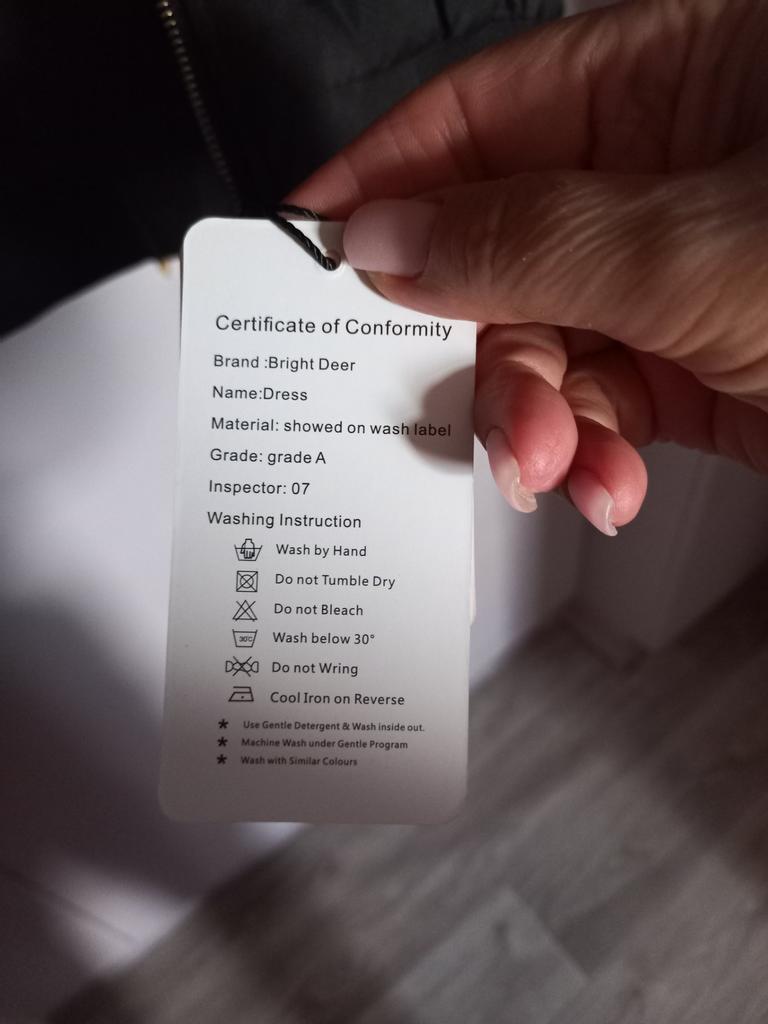 Certificate of Conformity
Brand :Bright Deer
Name:Dress
Material: showed on wash label
Grade: grade A
Inspector: 07
Washing Instruction
Wash by Hand
Do not Tumble Dry
Do not Bleach
30°C Wash below 30°
Do not Wring
Cool Iron on Reverse
* Use Gentle Detergent & Wash inside out.
* Machine Wash under Gentle Program
* Wash with Similar Colours